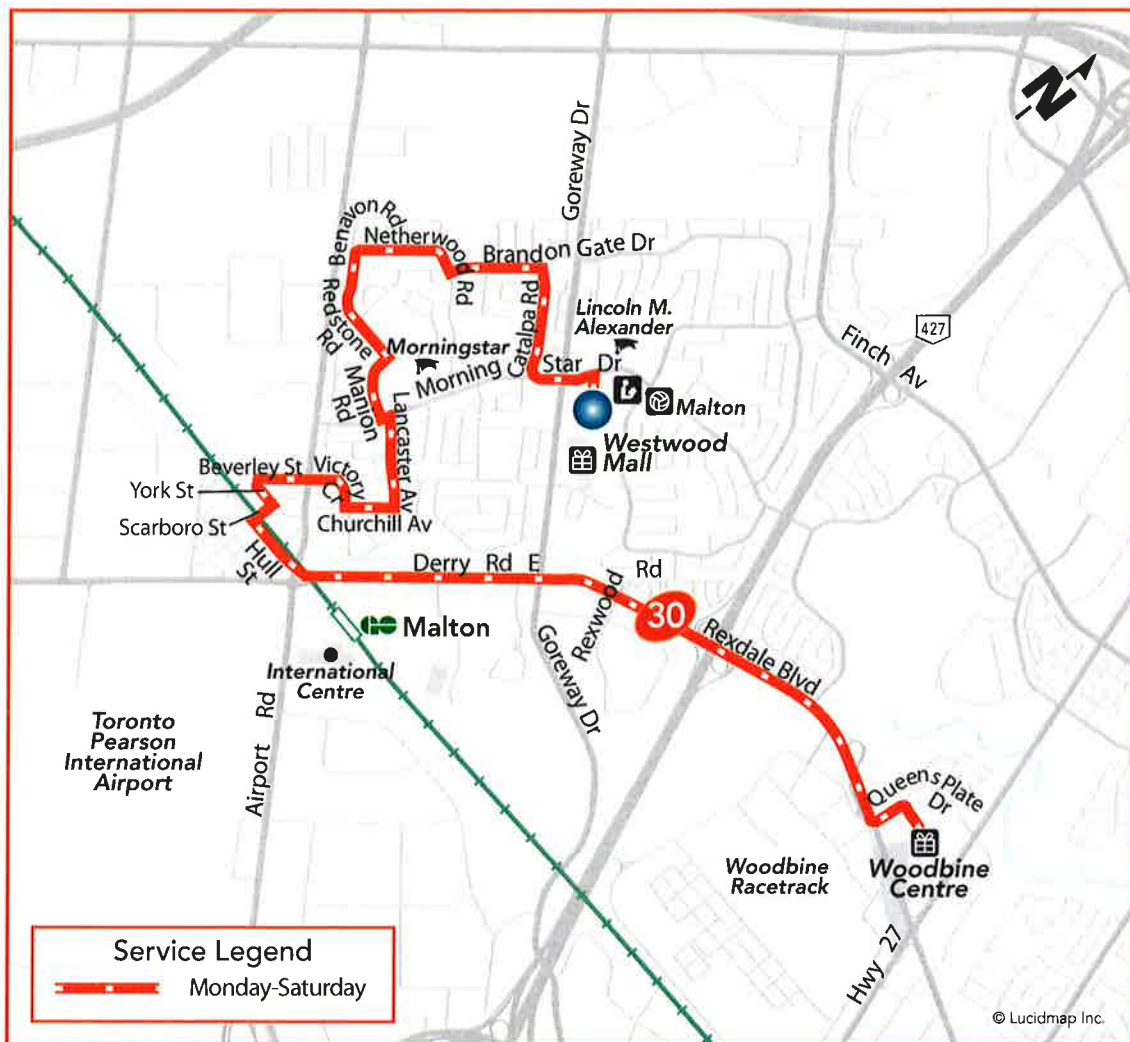 N
427
Goreway Dr
Finch Av
Benavon Rd
Netherwood
Rd
Brandon Gate Dr
Catalpa Rd
Lincoln M.
Alexander
Redstone
Rd
Morningstar
Morning
Star Dr
Manion
Rd
Lancaster Av
Malton
Westwood
Mall
Beverley St
Victory
Cr
York St
Churchill Av
Scarboro St
Hull
St
Derry Rd E
Rexwood Rd
30
Rexdale Blvd
GO Malton
Goreway Dr
International
Centre
Toronto
Pearson
International
Airport
Airport Rd
Queens Plate
Dr
Woodbine
Racetrack
Woodbine
Centre
Hwy 27
Service Legend
Monday-Saturday
© Lucidmap Inc.